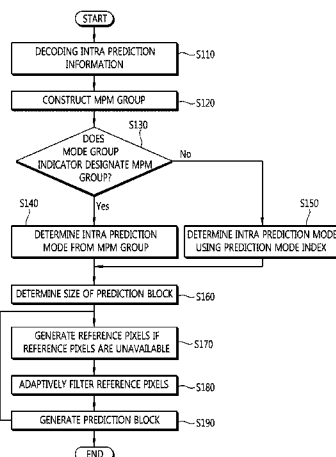 START
DECODING INTRA PREDICTION
INFORMATION
S110
CONSTRUCT MPM GROUP
S120
S130
DOES
MODE GROUP
INDICATOR DESIGNATE MPM
GROUP?
No
Yes
S140
S150
DETERMINE INTRA PREDICTION
MODE FROM MPM GROUP
DETERMINE INTRA PREDICTION MODE
USING PREDICTION MODE INDEX
DETERMINE SIZE OF PREDICTION BLOCK
S160
GENERATE REFERENCE PIXELS IF
REFERENCE PIXELS ARE UNAVAILABLE
S170
ADAPTIVELY FILTER REFERENCE PIXELS
S180
GENERATE PREDICTION BLOCK
S190
END